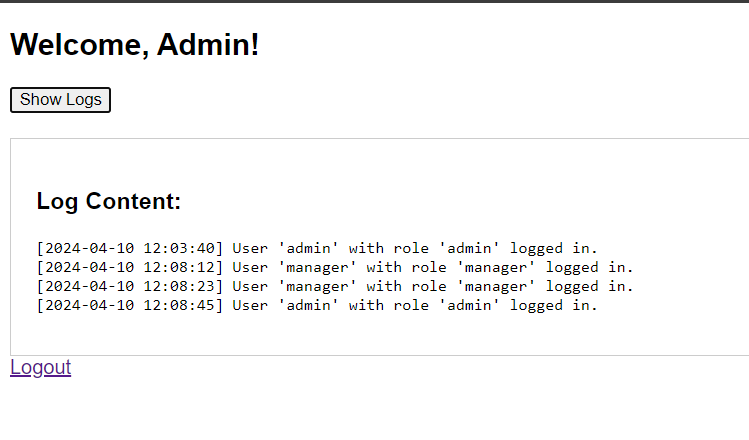 Welcome, Admin!
Show Logs
Log Content:
[2024-04-10 12:03:40] User 'admin' with role 'admin' logged in.
[2024-04-10 12:08:12] User 'manager' with role 'manager' logged in.
[2024-04-10 12:08:23] User 'manager' with role 'manager' logged in.
[2024-04-10 12:08:45] User 'admin' with role 'admin' logged in.
Logout